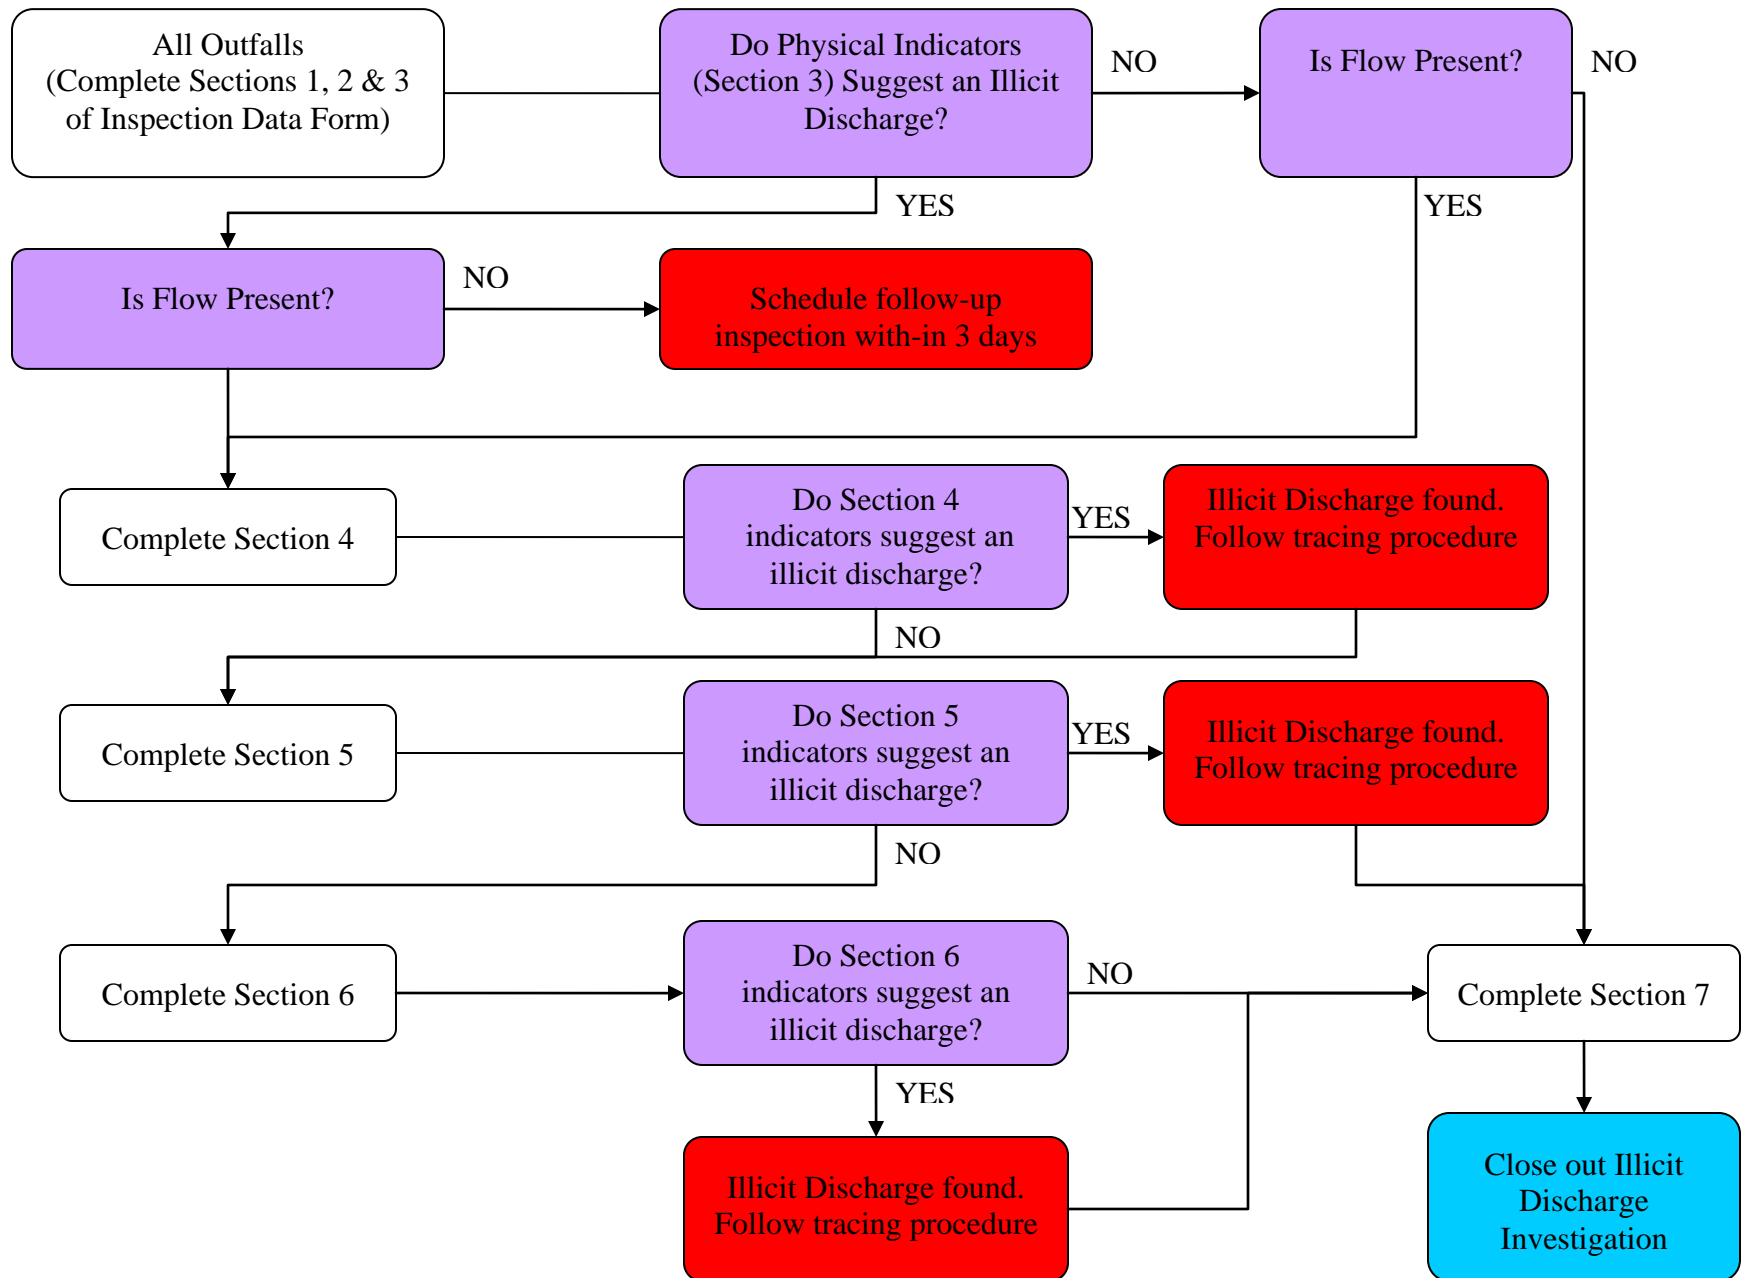 All Outfalls
(Complete Sections 1, 2 & 3
of Inspection Data Form)
Do Physical Indicators
(Section 3) Suggest an Illicit
Discharge?
NO
Is Flow Present?
NO
YES
YES
Is Flow Present?
NO
Schedule follow-up
inspection with-in 3 days
Complete Section 4
Do Section 4
indicators suggest an
illicit discharge?
YES
Illicit Discharge found.
Follow tracing procedure
NO
Complete Section 5
Do Section 5
indicators suggest an
illicit discharge?
YES
Illicit Discharge found.
Follow tracing procedure
NO
Complete Section 6
Do Section 6
indicators suggest an
illicit discharge?
NO
Complete Section 7
YES
Illicit Discharge found.
Follow tracing procedure
Close out Illicit
Discharge
Investigation